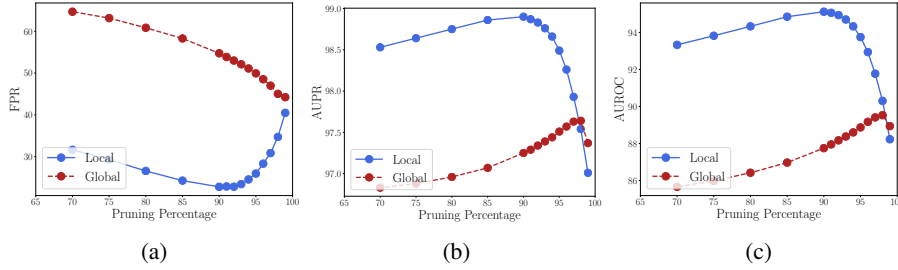 FPR
60
50
40
30
Local
Global
65 70 75 80 85 90 95 100
Pruning Percentage
(a)
AUPR
99.0
98.5
98.0
97.5
97.0
Local
Global
65 70 75 80 85 90 95 100
Pruning Percentage
(b)
AUROC
94
92
90
88
86
Local
Global
65 70 75 80 85 90 95 100
Pruning Percentage
(c)